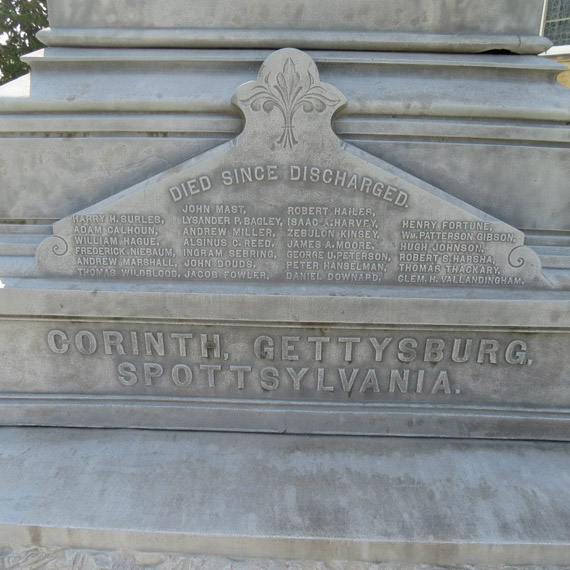 DIED SINCE DISCHARGED.
HARRY H. SURLES,
ADAM CALHOUN,
WILLIAM HAGUE,
FREDERICK NIEBAUM,
ANDREW MARSHALL,
THOMAS WILDBLOOD,
JOHN MAST,
LYSANDER P. BAGLEY,
ANDREW MILLER,
ALSINUS C. REED,
INGRAM SEBRING,
JOHN DOUDS,
JACOB FOWLER,
ROBERT HAILER,
ISAAC A. HARVEY,
ZEBULON KINGEY,
JAMES A. MOORE,
GEORGE U. PETERSON,
PETER HANSELMAN,
DANIEL DOWNARD,
HENRY FORTUNE,
WM. PATTERSON GIBSON,
HUGH JOHNSON,
ROBERT S. HARSHA,
THOMAS THACKARY,
CLEM. H. VALLANDINGHAM,
CORINTH, GETTYSBURG,
SPOTTSYLVANIA.